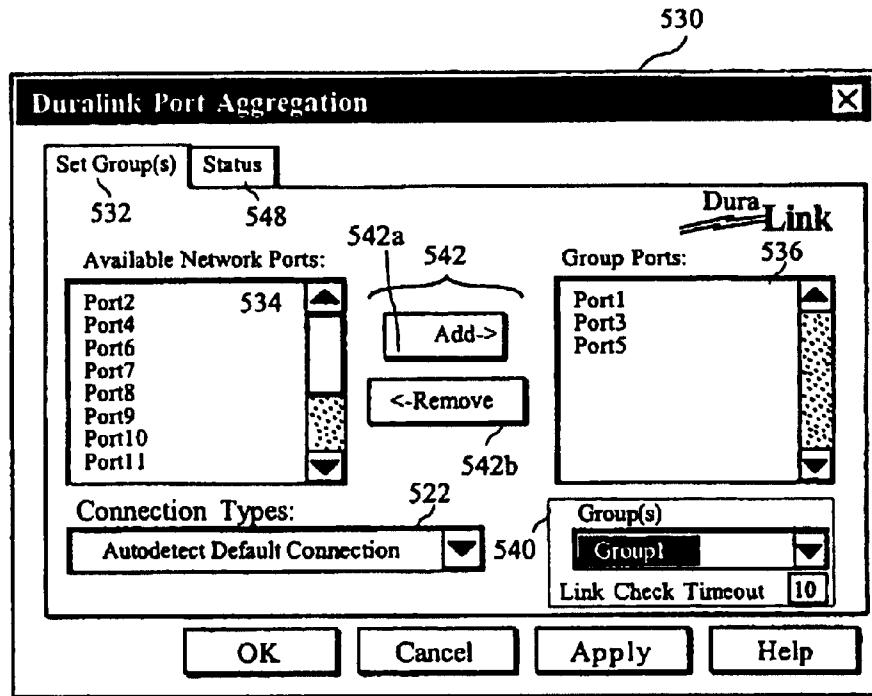 530
Duralink Port Aggregation
Set Group(s)
Status
532
548
Dura
Link
542a
542
Available Network Ports:
Group Ports:
536
534
Port2
Port4
Port6
Port7
Port8
Port9
Port10
Port11
Add->
<-Remove
542b
Port1
Port3
Port5
Connection Types:
522
Autodetect Default Connection
540
Group(s)
Group1
Link Check Timeout 10
OK
Cancel
Apply
Help